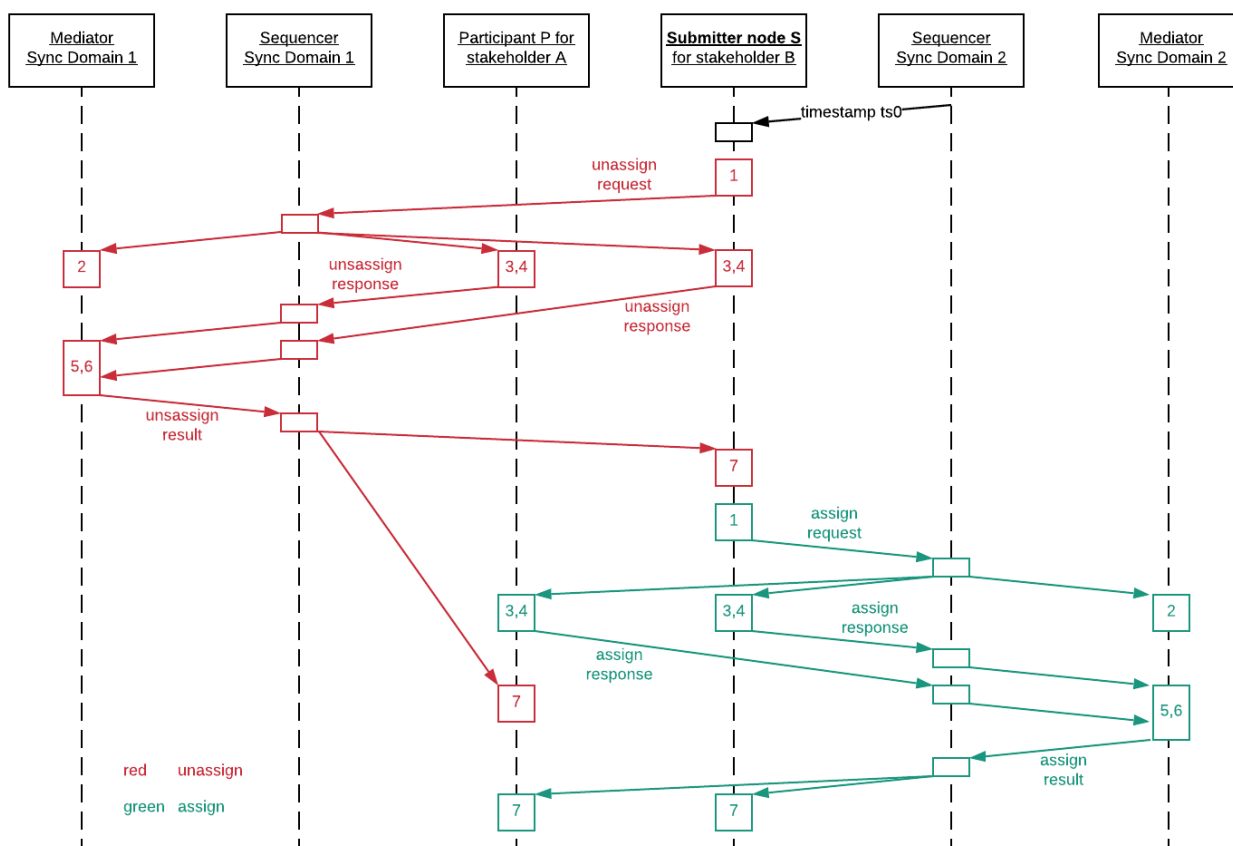 Mediator
Sync Domain 1
Sequencer
Sync Domain 1
Participant P for
stakeholder A
Submitter node S
for stakeholder B
Sequencer
Sync Domain 2
Mediator
Sync Domain 2
timestamp ts0
unassign
request
1
2
3,4
3,4
unsassign
response
unassign
response
5,6
unsassign
result
7
1
assign
request
3,4
3,4
2
assign
response
assign
response
7
5,6
assign
result
red unassign
green assign
7
7